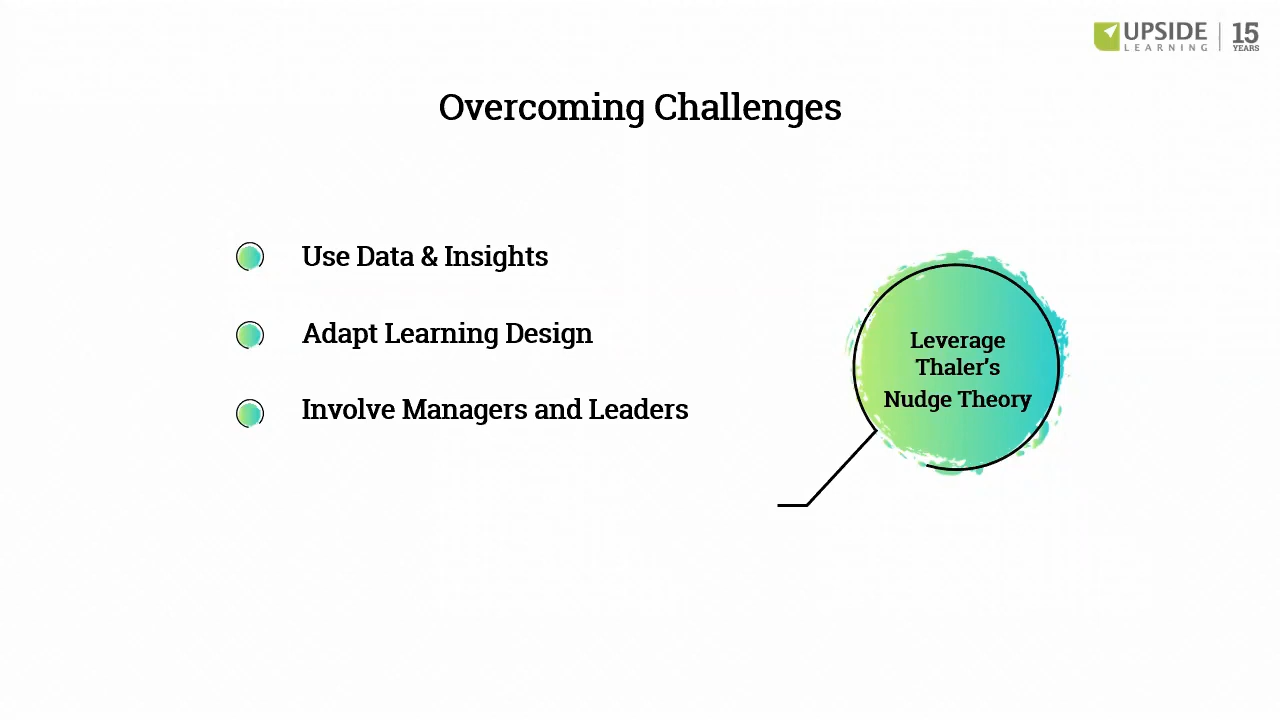 UPSIDE
LEARNING
15
YEARS
Overcoming Challenges
Use Data & Insights
Adapt Learning Design
Involve Managers and Leaders
Leverage
Thaler's
Nudge Theory